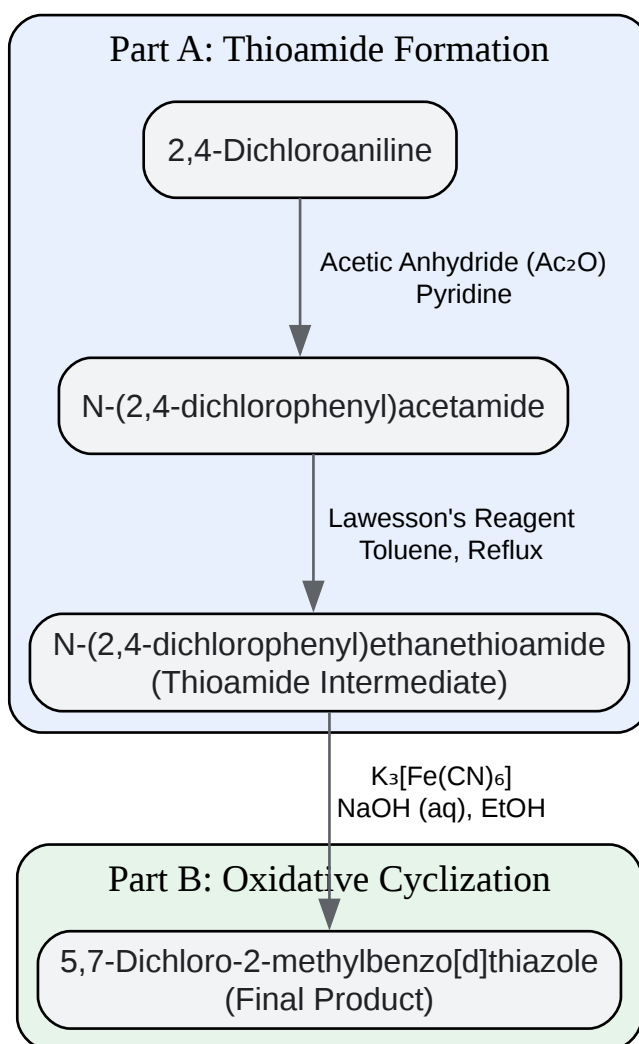 Part A: Thioamide Formation
2,4-Dichloroaniline
Acetic Anhydride (Ac₂O)
Pyridine
N-(2,4-dichlorophenyl)acetamide
Lawesson's Reagent
Toluene, Reflux
N-(2,4-dichlorophenyl)ethanethioamide
(Thioamide Intermediate)
K₃[Fe(CN)₆]
NaOH (aq), EtOH
Part B: Oxidative Cyclization
5,7-Dichloro-2-methylbenzo[d]thiazole
(Final Product)